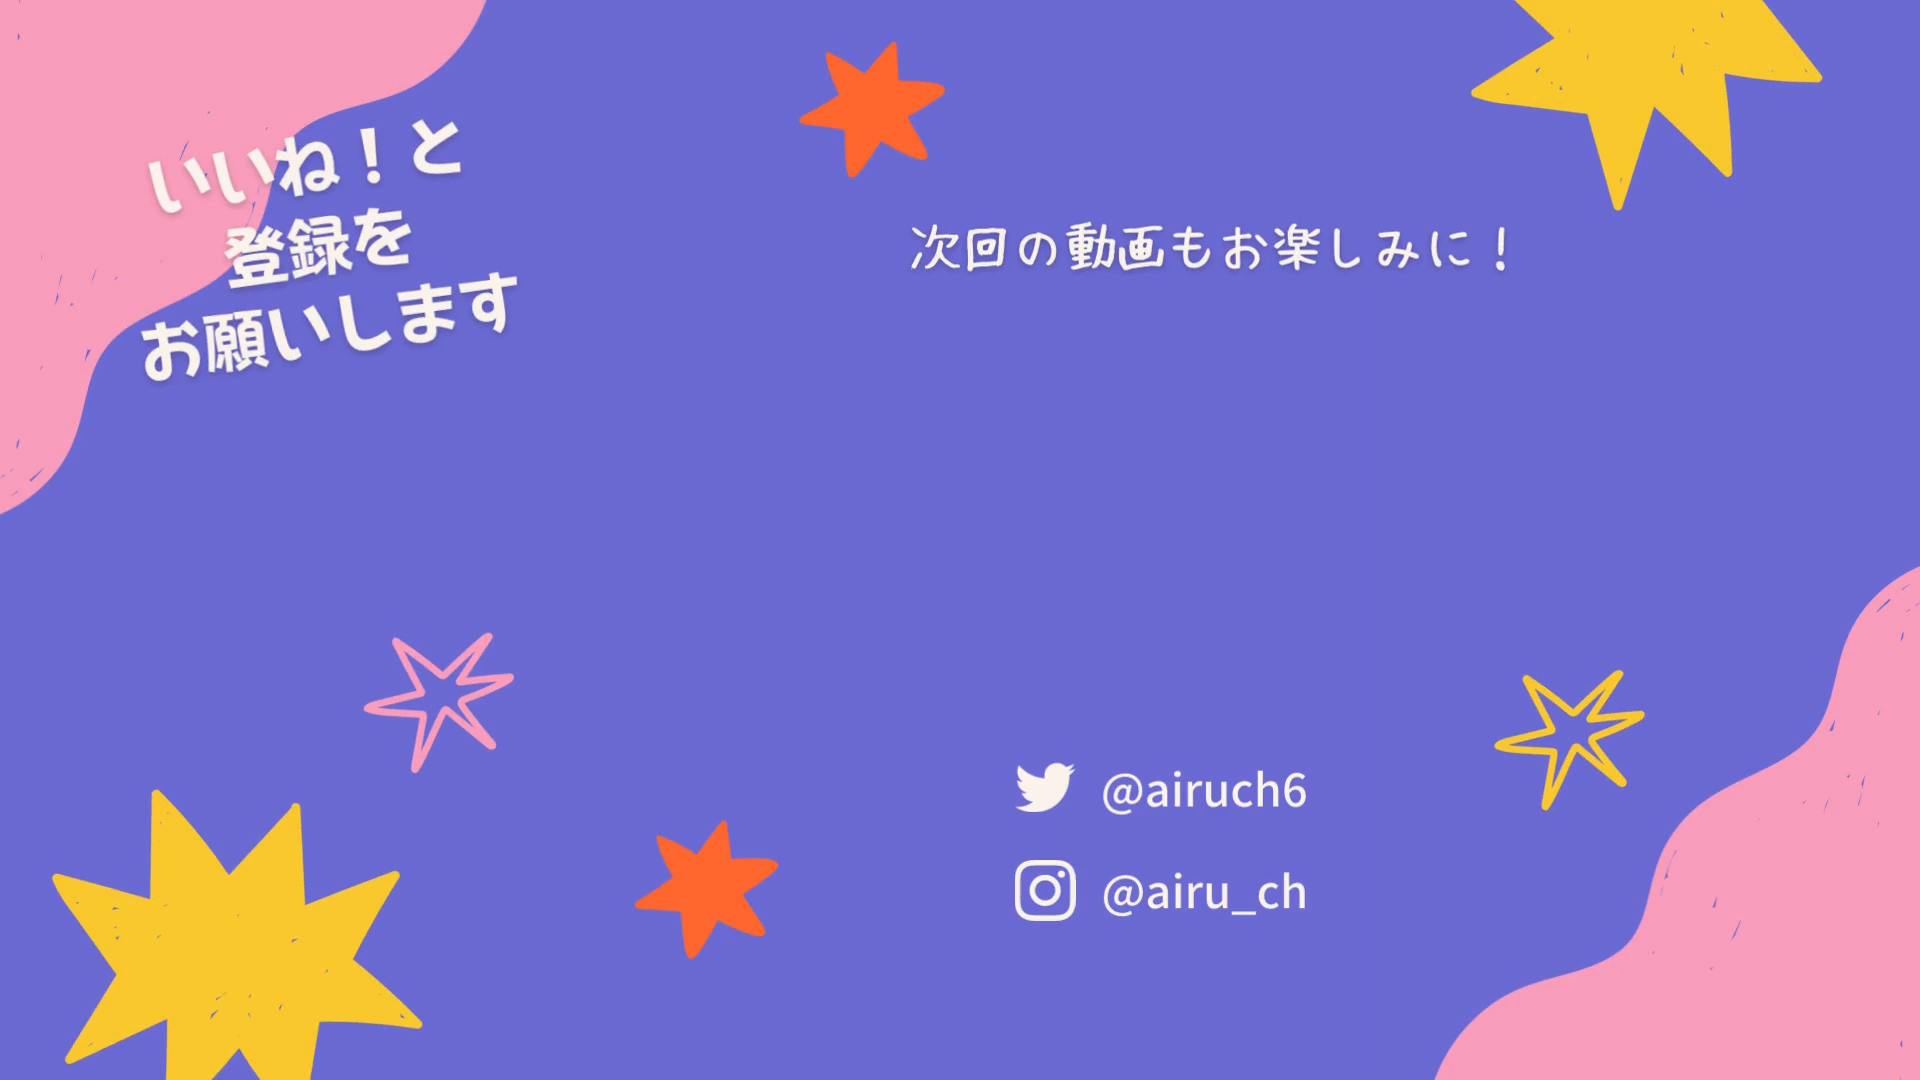 いいね！と
登録を
お願いします
次回の動画もお楽しみに！
@airuch6
@airu_ch